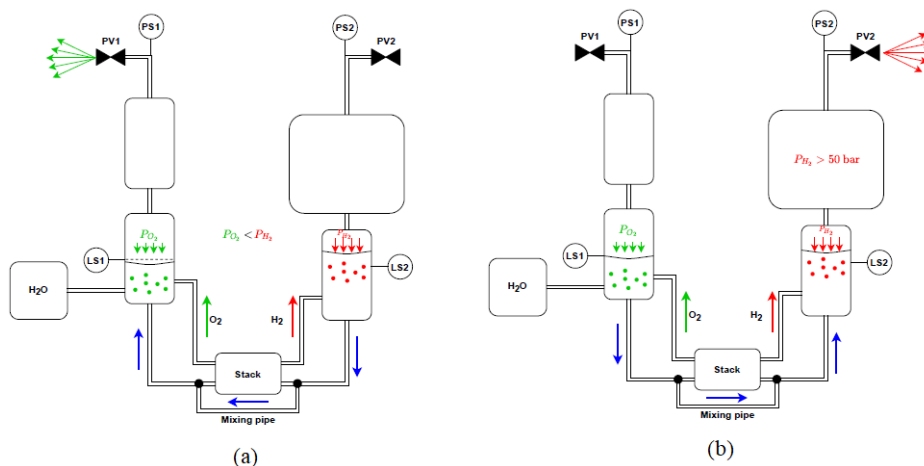 PS1
PV1
PS2
PV2
P_{O_2}
P_{O_2} < P_{H_2}
P_{H_2}
LS1
LS2
H₂O
O₂
H₂
Stack
Mixing pipe
(a)
PS1
PV1
PS2
PV2
P_{H_2} > 50 bar
P_{O_2}
P_{H_2}
LS1
LS2
H₂O
O₂
H₂
Stack
Mixing pipe
(b)